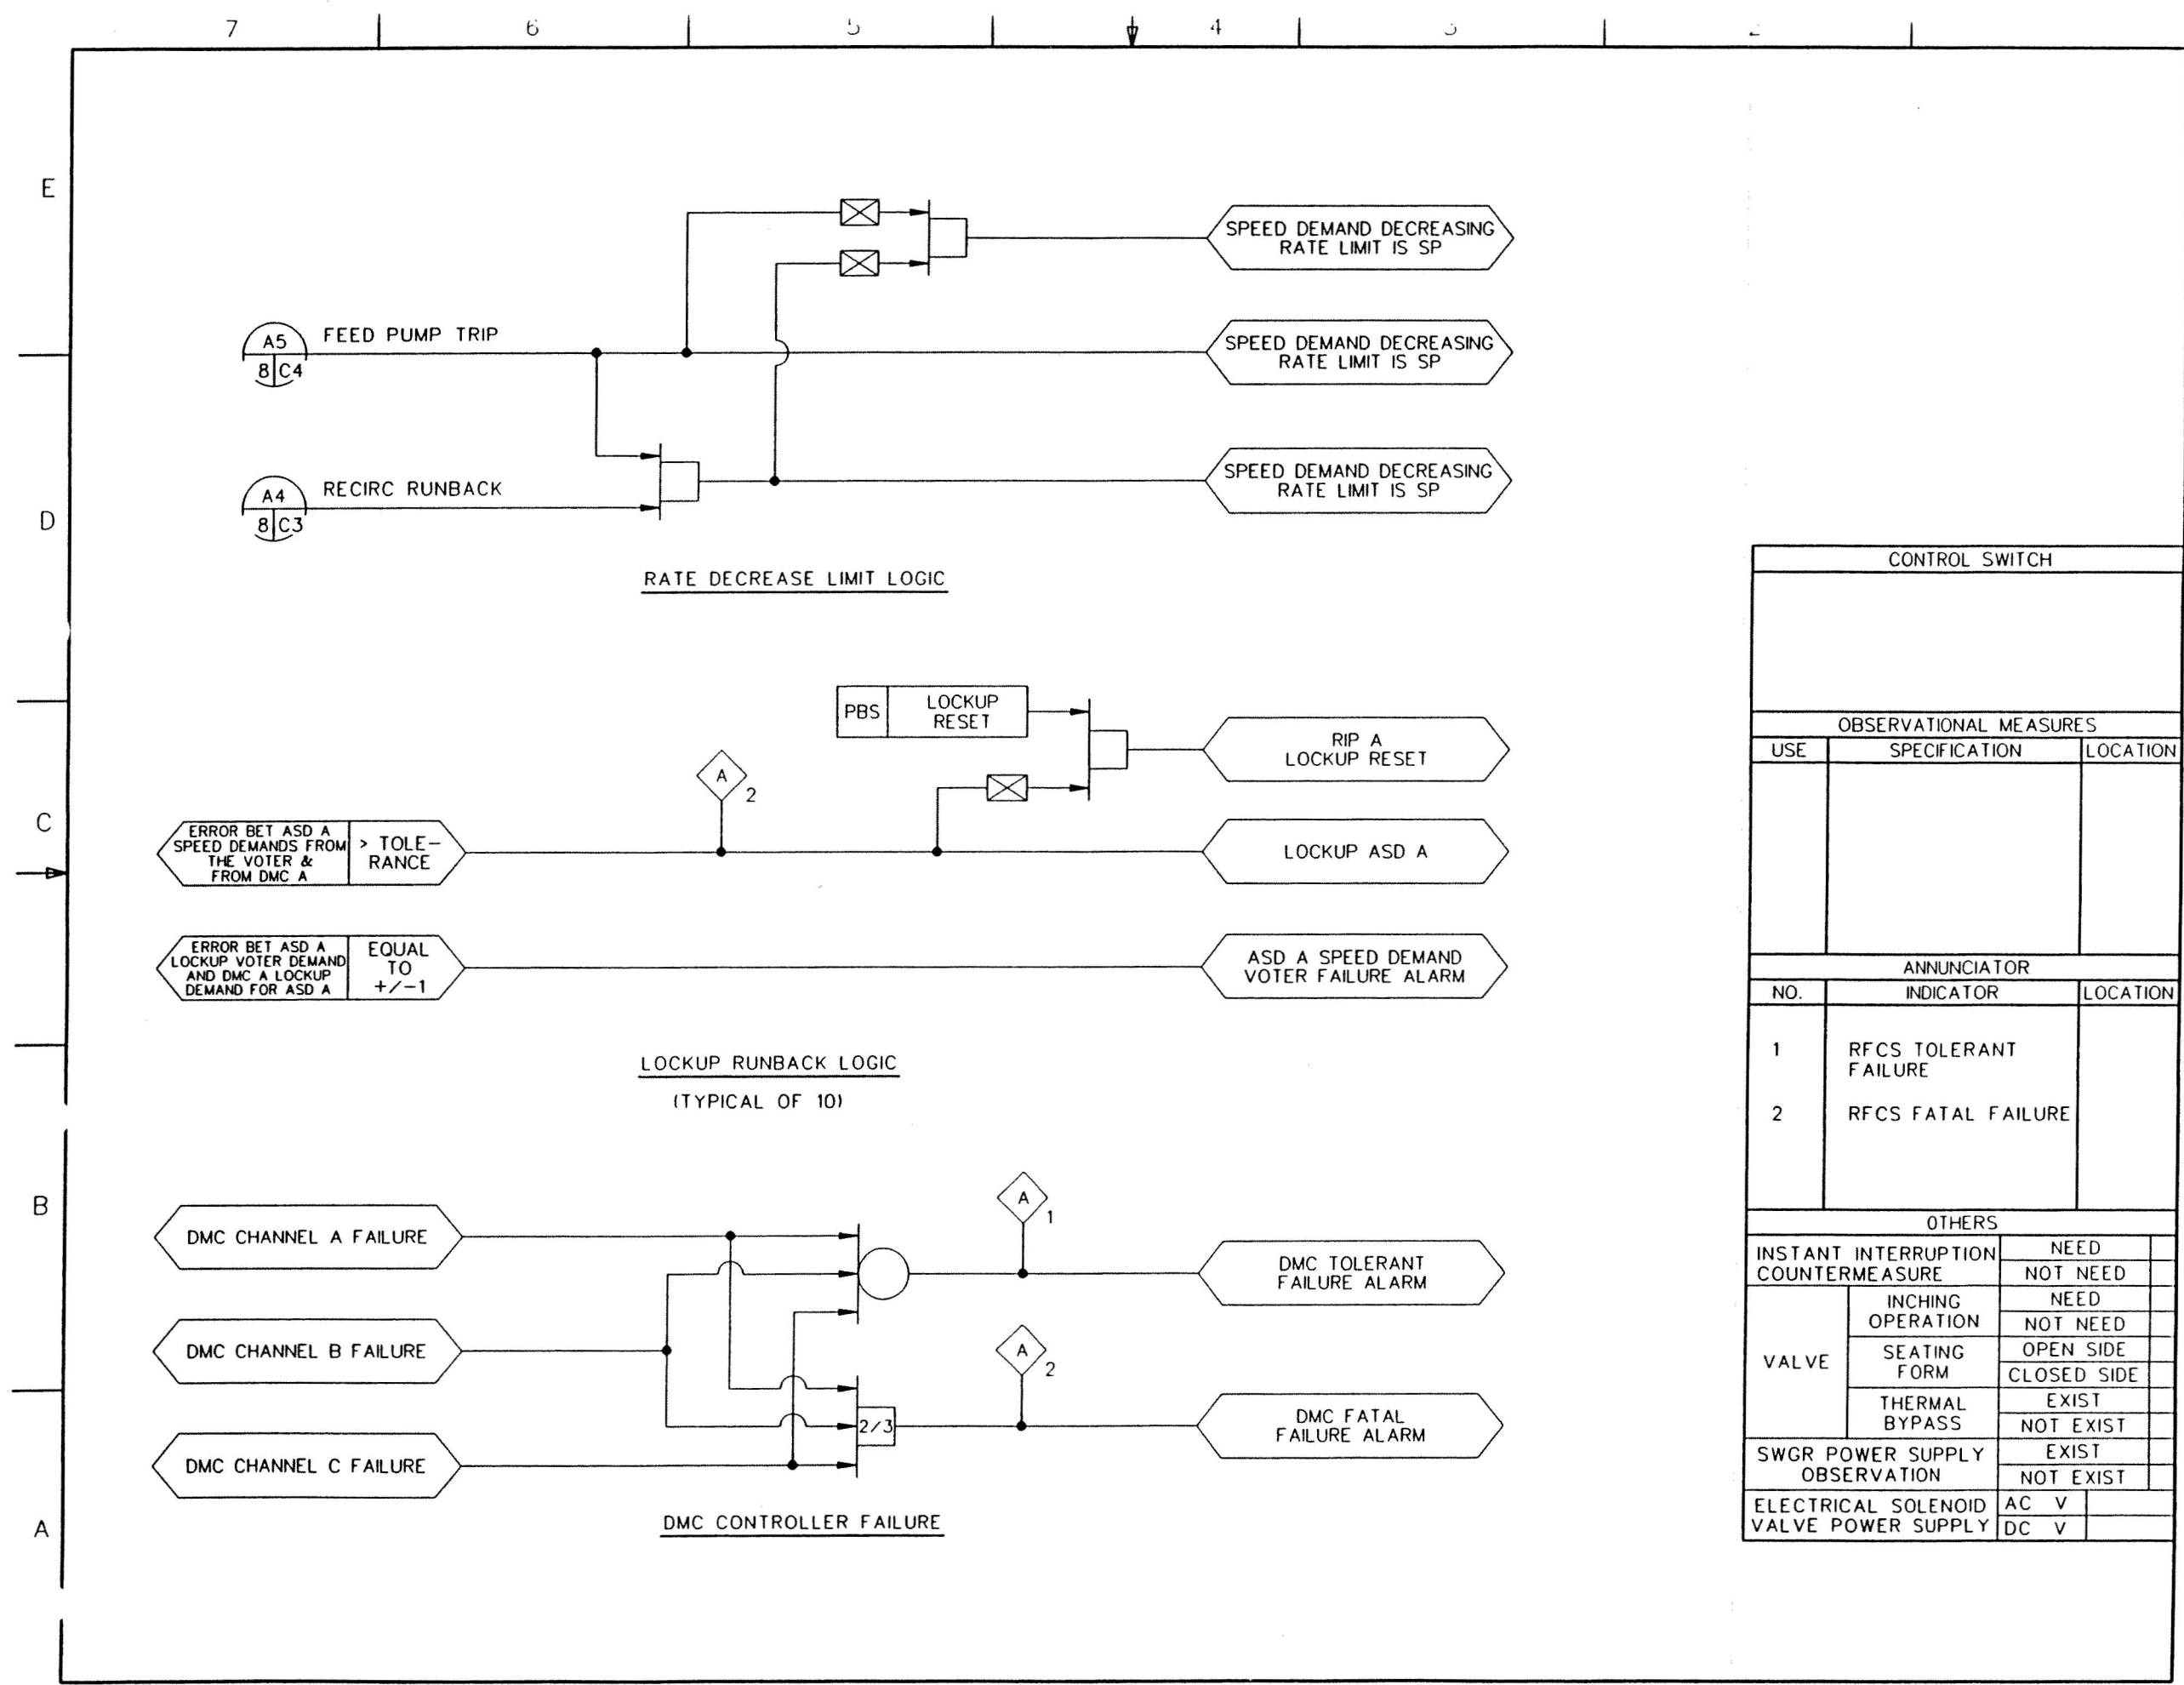 7 6 5 4 3 2
E
SPEED DEMAND DECREASING
RATE LIMIT IS SP
A5
8 C4
FEED PUMP TRIP
SPEED DEMAND DECREASING
RATE LIMIT IS SP
D
A4
8 C3
RECIRC RUNBACK
SPEED DEMAND DECREASING
RATE LIMIT IS SP
RATE DECREASE LIMIT LOGIC
PBS
LOCKUP
RESET
RIP A
LOCKUP RESET
A
2
C
ERROR BET ASD A
SPEED DEMANDS FROM
THE VOTER &
FROM DMC A
> TOLE-
RANCE
LOCKUP ASD A
ERROR BET ASD A
LOCKUP VOTER DEMAND
AND DMC A LOCKUP
DEMAND FOR ASD A
EQUAL
TO
+/-1
ASD A SPEED DEMAND
VOTER FAILURE ALARM
LOCKUP RUNBACK LOGIC
(TYPICAL OF 10)
B
DMC CHANNEL A FAILURE
A
1
DMC TOLERANT
FAILURE ALARM
DMC CHANNEL B FAILURE
A
2
2/3
DMC FATAL
FAILURE ALARM
DMC CHANNEL C FAILURE
A
DMC CONTROLLER FAILURE
CONTROL SWITCH
OBSERVATIONAL MEASURES
USE SPECIFICATION LOCATION
ANNUNCIATOR
NO. INDICATOR LOCATION
1 RFCS TOLERANT
FAILURE
2 RFCS FATAL FAILURE
OTHERS
INSTANT INTERRUPTION
COUNTERMEASURE
NEED
NOT NEED
VALVE
INCHING
OPERATION
NEED
NOT NEED
SEATING
FORM
OPEN SIDE
CLOSED SIDE
THERMAL
BYPASS
EXIST
NOT EXIST
SWGR POWER SUPPLY
OBSERVATION
EXIST
NOT EXIST
ELECTRICAL SOLENOID
VALVE POWER SUPPLY
AC V
DC V